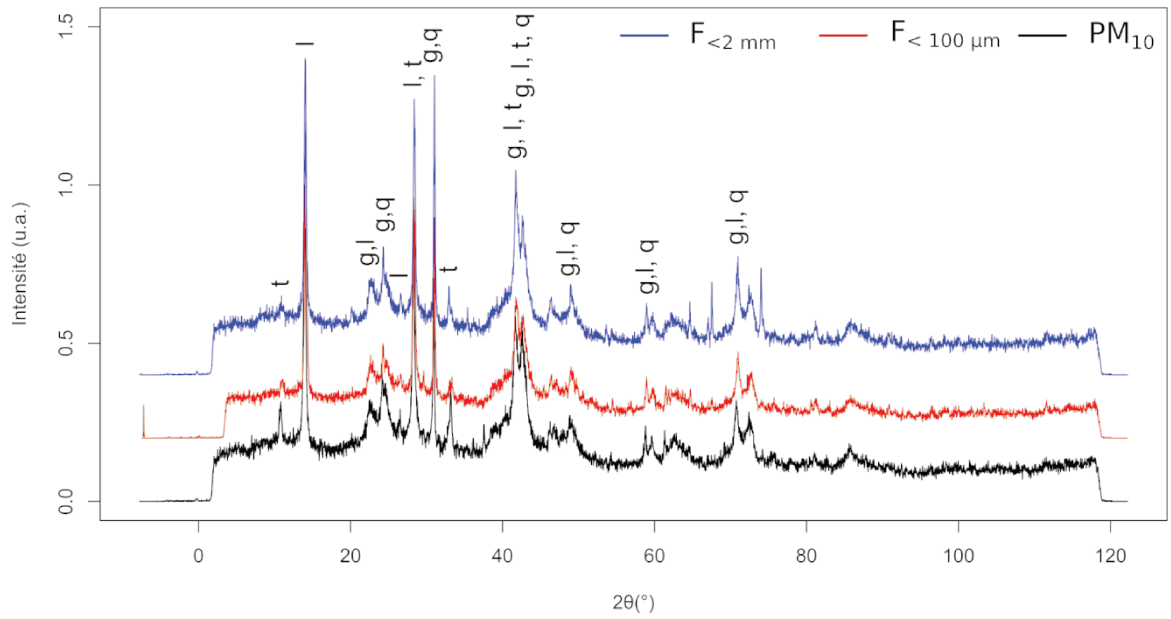 F<2 mm F< 100 µm PM10
1.5
1.0
0.5
0.0
Intensité (u.a.)
t
l
g,l
g,q
l
l, t
g,q
t
g, l, t
g, l, t, q
g,l, q
g,l, q
g,l, q
0 20 40 60 80 100 120
2θ(°)